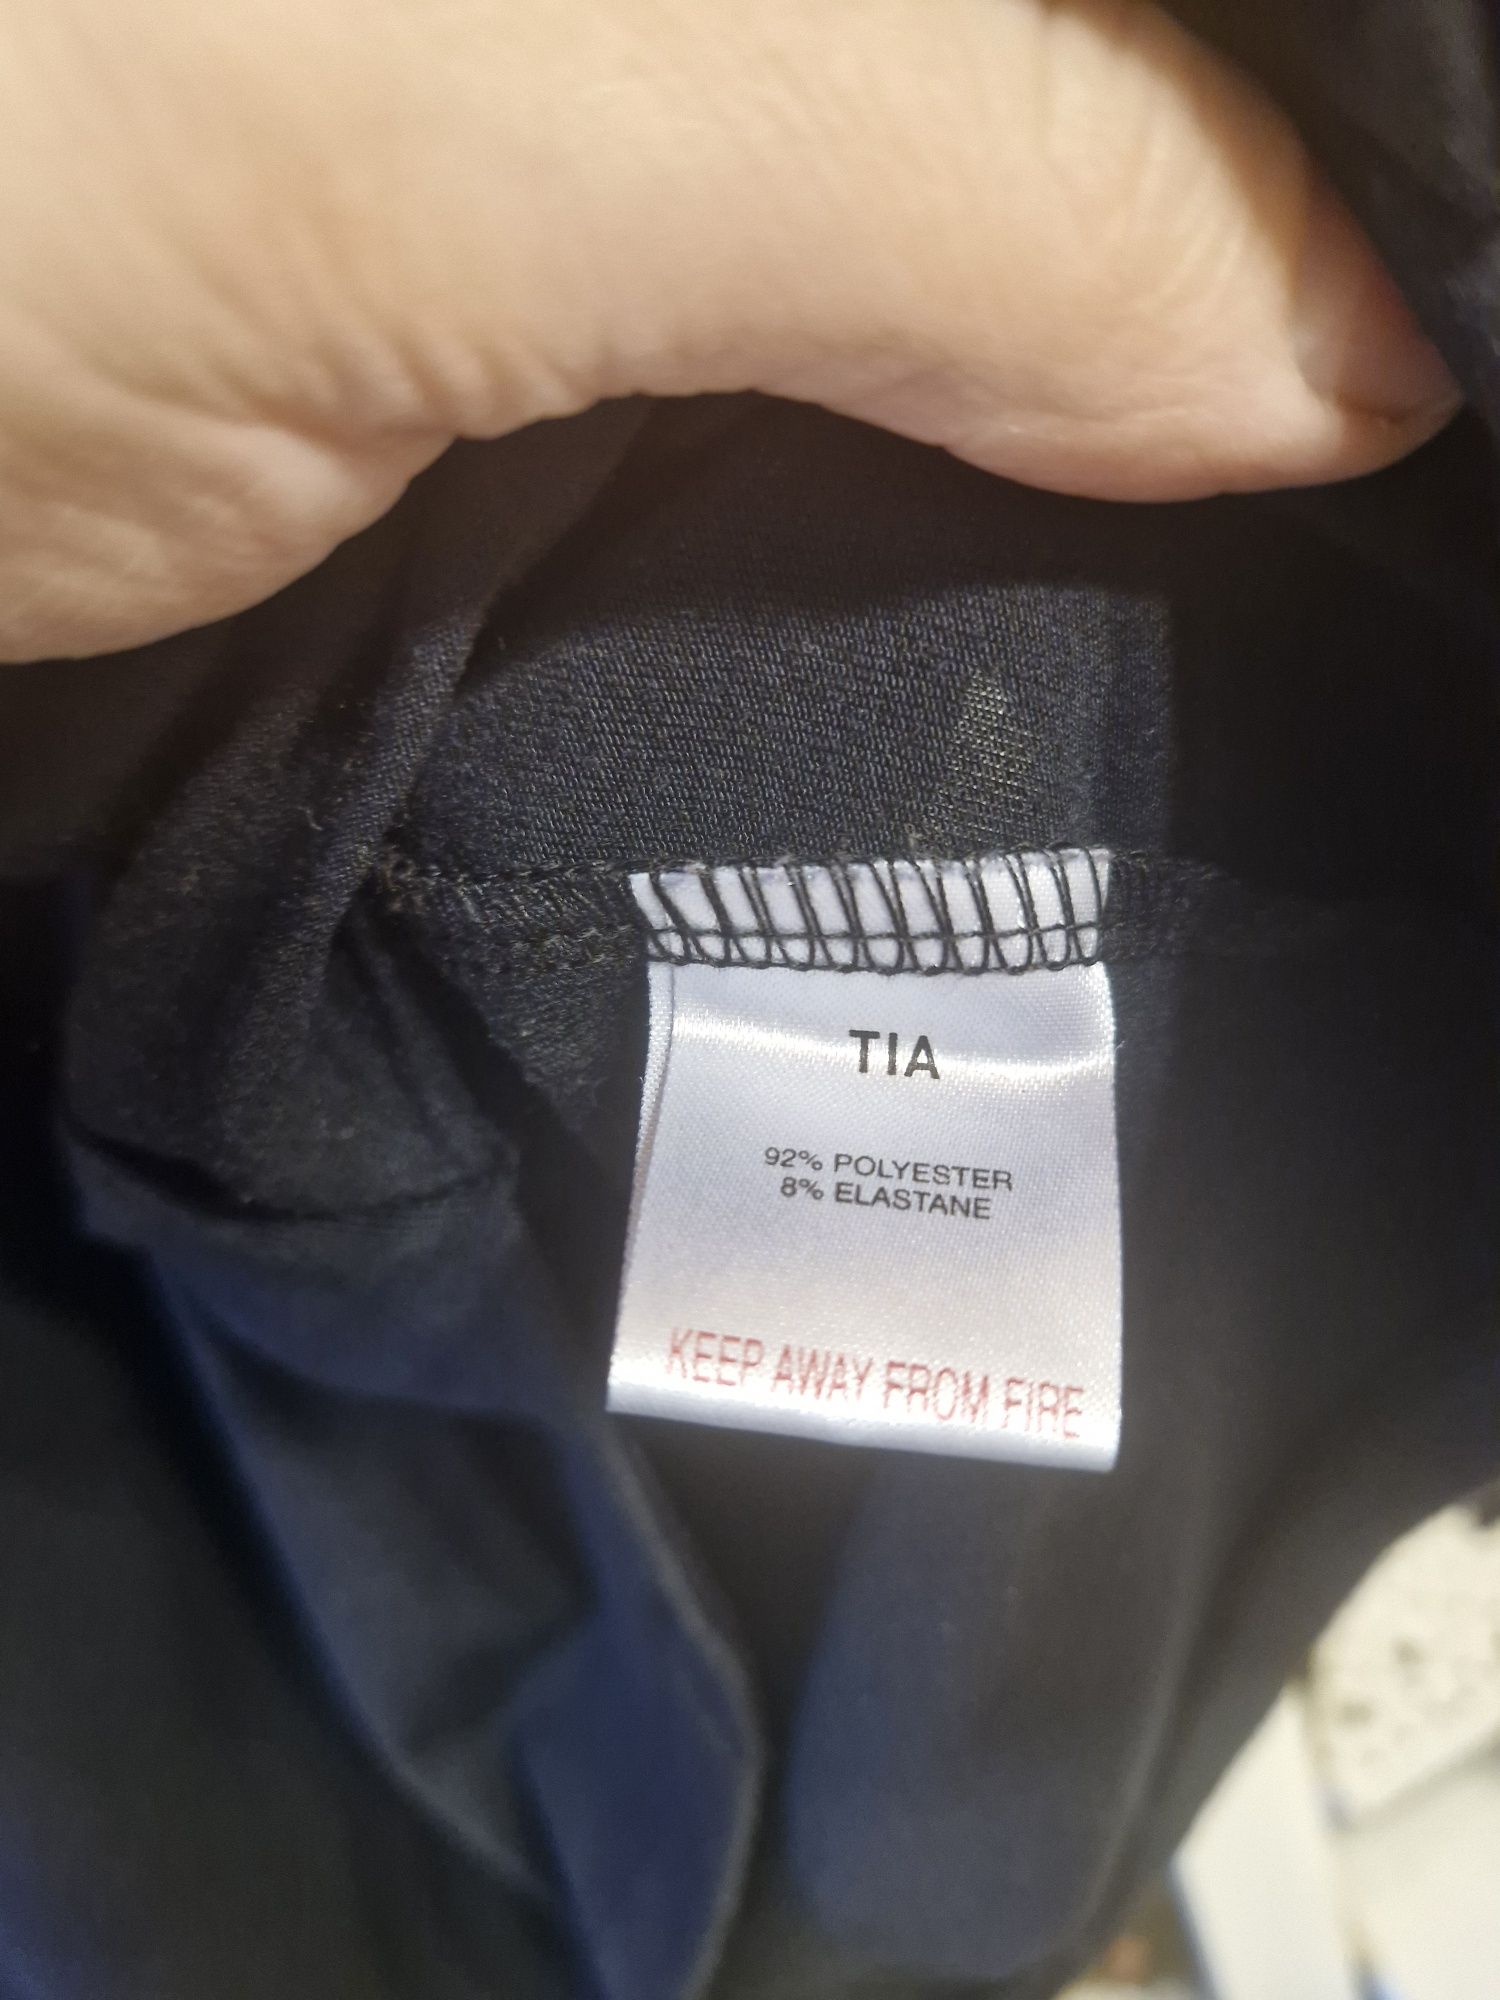 TIA
92% POLYESTER
8% ELASTANE
KEEP AWAY FROM FIRE